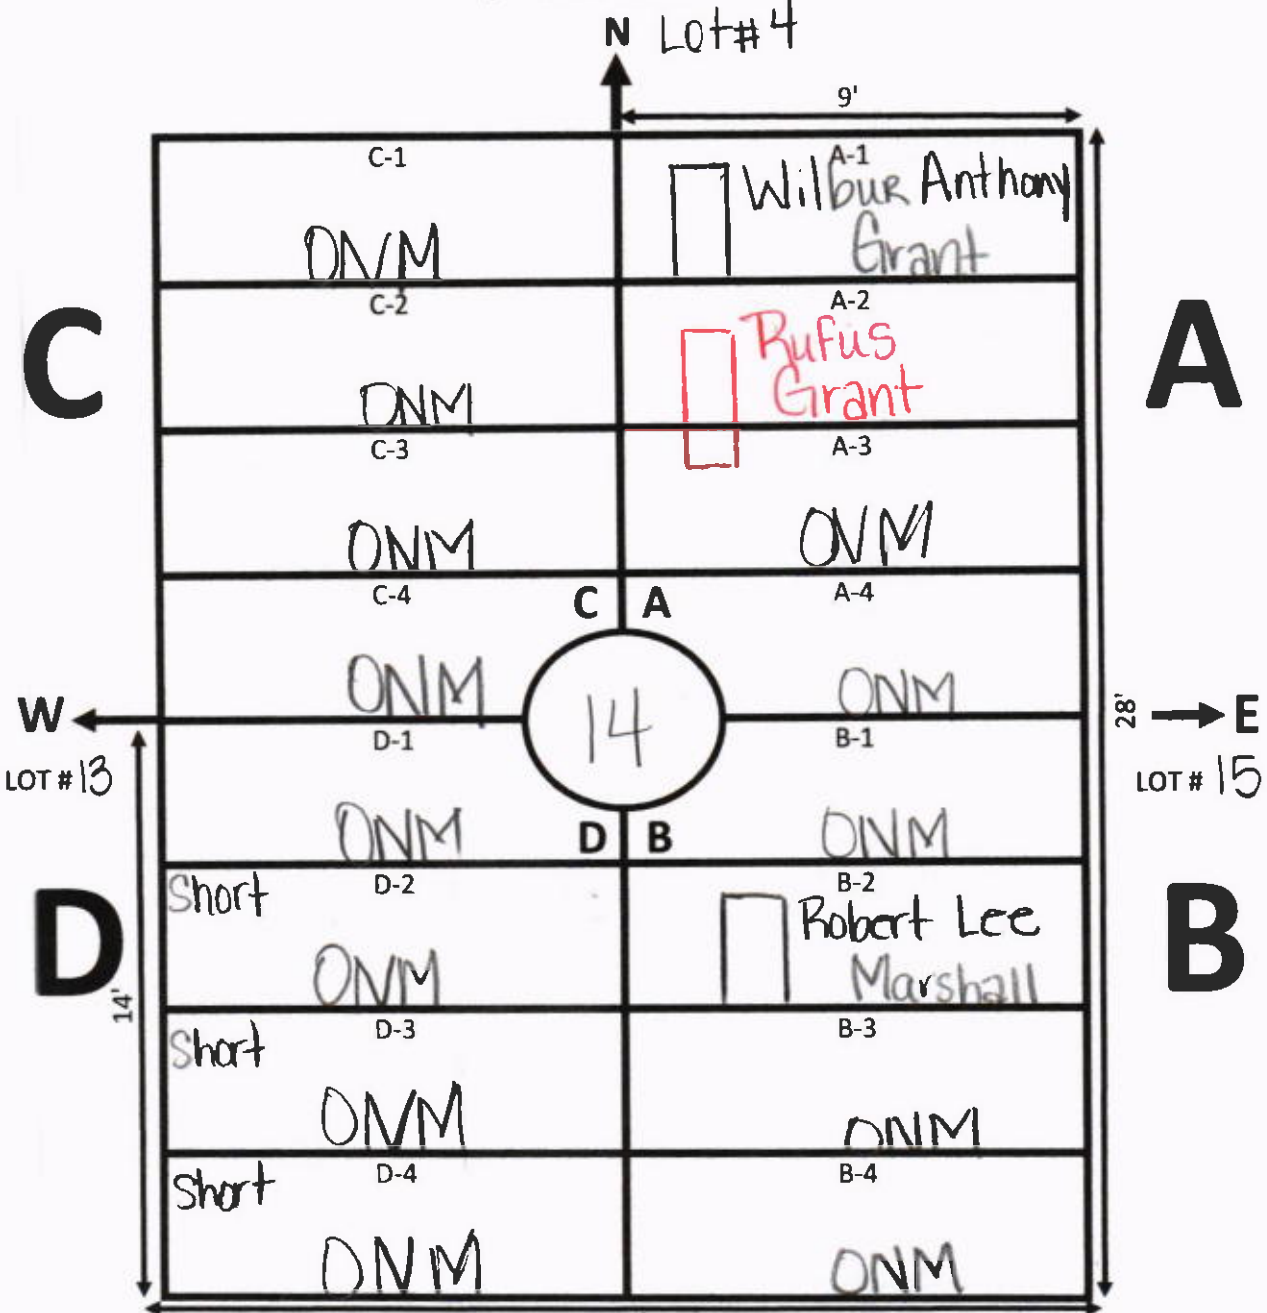 N Lot#4
9'
C-1
ONM
A-1
Wilbur Anthony
Grant
C
A
C-2
ONM
A-2
Rufus
Grant
C-3
ONM
A-3
ONM
C-4
C A
A-4
ONM
ONM
W
14
28'
E
LOT # 13
LOT # 15
D-1
B-1
ONM
D B
ONM
D
B
14'
Short
D-2
ONM
B-2
Robert Lee
Marshall
Short
D-3
ONM
B-3
ONM
Short
D-4
ONM
B-4
ONM